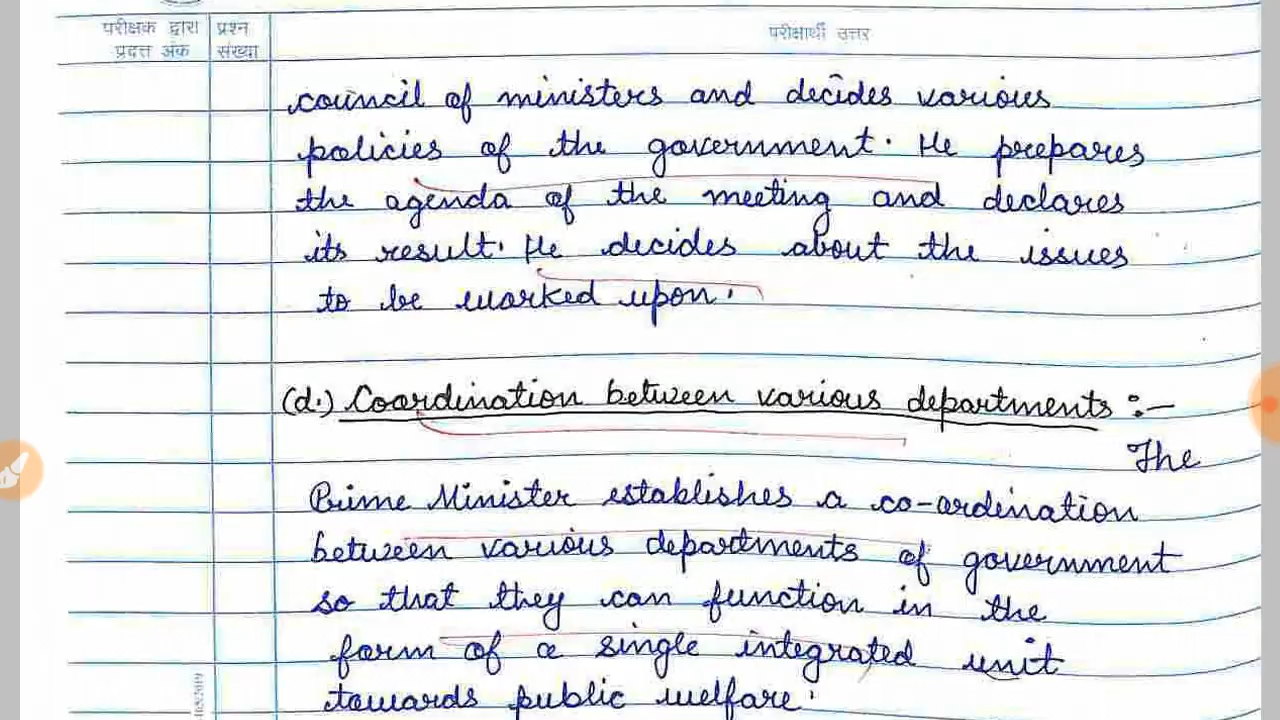 परीक्षक द्वारा प्रदत्त अंक
प्रश्न संख्या
परीक्षार्थी उत्तर
council of ministers and decides various
policies of the government. He prepares
the agenda of the meeting and declares
its result. He decides about the issues
to be worked upon.
(d.) Coordination between various departments :-
The
Prime Minister establishes a co-ordination
between various departments of government
so that they can function in the
form of a single integrated unit
towards public welfare.